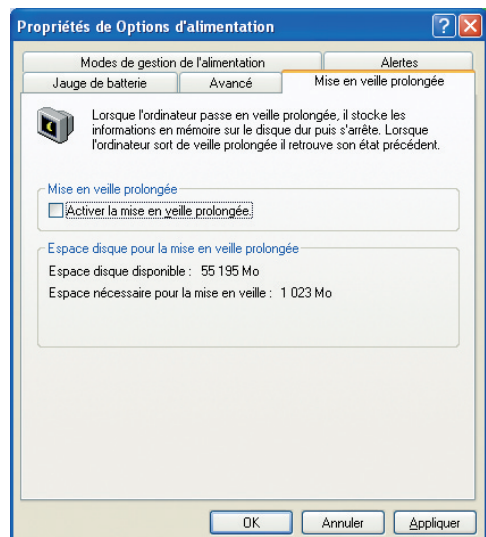 Propriétés de Options d'alimentation
Modes de gestion de l'alimentation
Alertes
Jauge de batterie
Avancé
Mise en veille prolongée
Lorsque l'ordinateur passe en veille prolongée, il stocke les
informations en mémoire sur le disque dur puis s'arrête. Lorsque
l'ordinateur sort de veille prolongée il retrouve son état précédent.
Mise en veille prolongée
Activer la mise en veille prolongée.
Espace disque pour la mise en veille prolongée
Espace disque disponible : 55 195 Mo
Espace nécessaire pour la mise en veille : 1 023 Mo
OK
Annuler
Appliquer